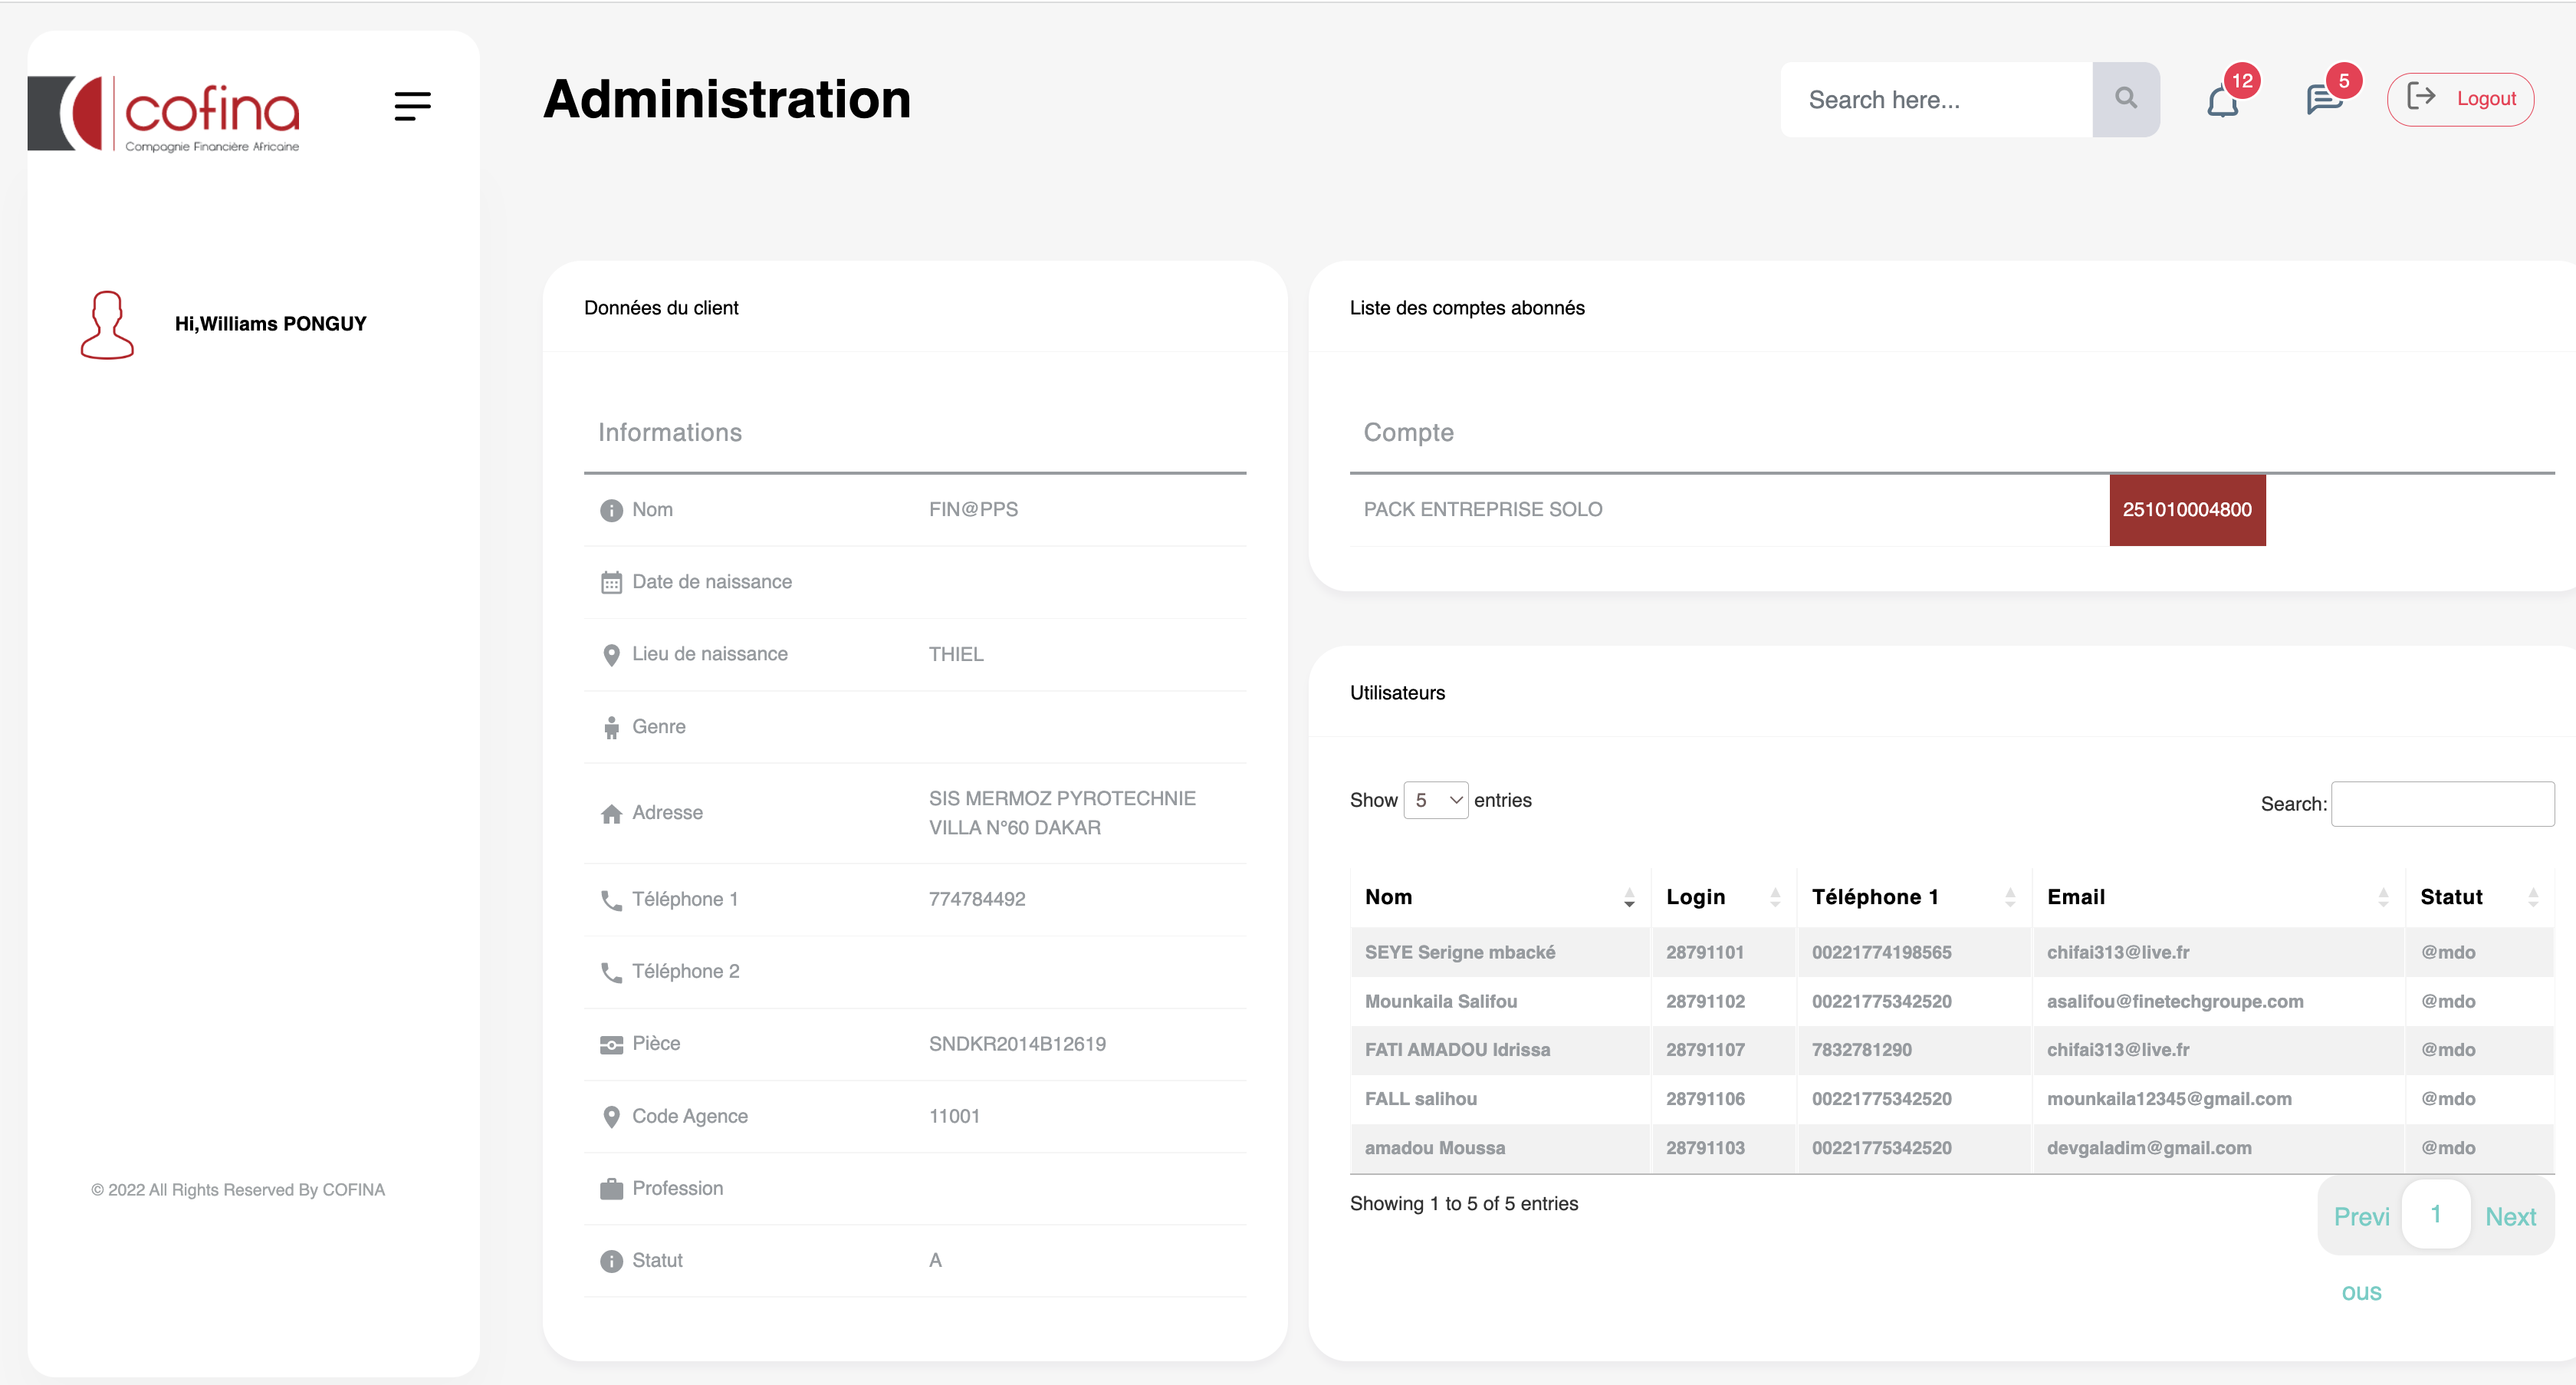 cofina
Compagnie Financière Africaine
Administration
Search here...
12
5
Logout
Hi,Williams PONGUY
© 2022 All Rights Reserved By COFINA
Données du client
Informations
Nom FIN@PPS
Date de naissance
Lieu de naissance THIEL
Genre
Adresse SIS MERMOZ PYROTECHNIE
VILLA N°60 DAKAR
Téléphone 1 774784492
Téléphone 2
Pièce SNDKR2014B12619
Code Agence 11001
Profession
Statut A
Liste des comptes abonnés
Compte
PACK ENTREPRISE SOLO 251010004800
Utilisateurs
Show 5 entries Search:
Nom Login Téléphone 1 Email Statut
SEYE Serigne mbacké 28791101 00221774198565 chifai313@live.fr @mdo
Mounkaila Salifou 28791102 00221775342520 asalifou@finetechgroupe.com @mdo
FATI AMADOU Idrissa 28791107 7832781290 chifai313@live.fr @mdo
FALL salihou 28791106 00221775342520 mounkaila12345@gmail.com @mdo
amadou Moussa 28791103 00221775342520 devgaladim@gmail.com @mdo
Showing 1 to 5 of 5 entries
Previ 1 Next
ous